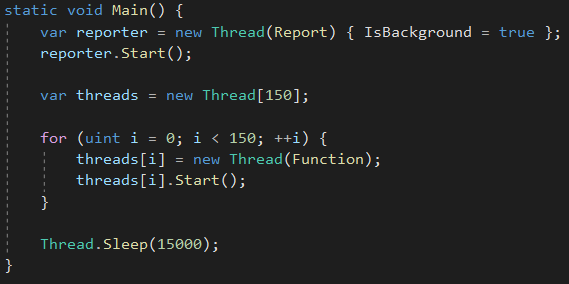 static void Main() {
    var reporter = new Thread(Report) { IsBackground = true };
    reporter.Start();

    var threads = new Thread[150];

    for (uint i = 0; i < 150; ++i) {
        threads[i] = new Thread(Function);
        threads[i].Start();
    }

    Thread.Sleep(15000);
}